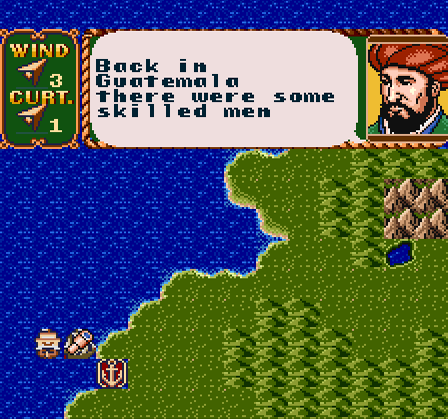 WIND
3
CURT.
1
Back in
Guatemala
there were some
skilled men